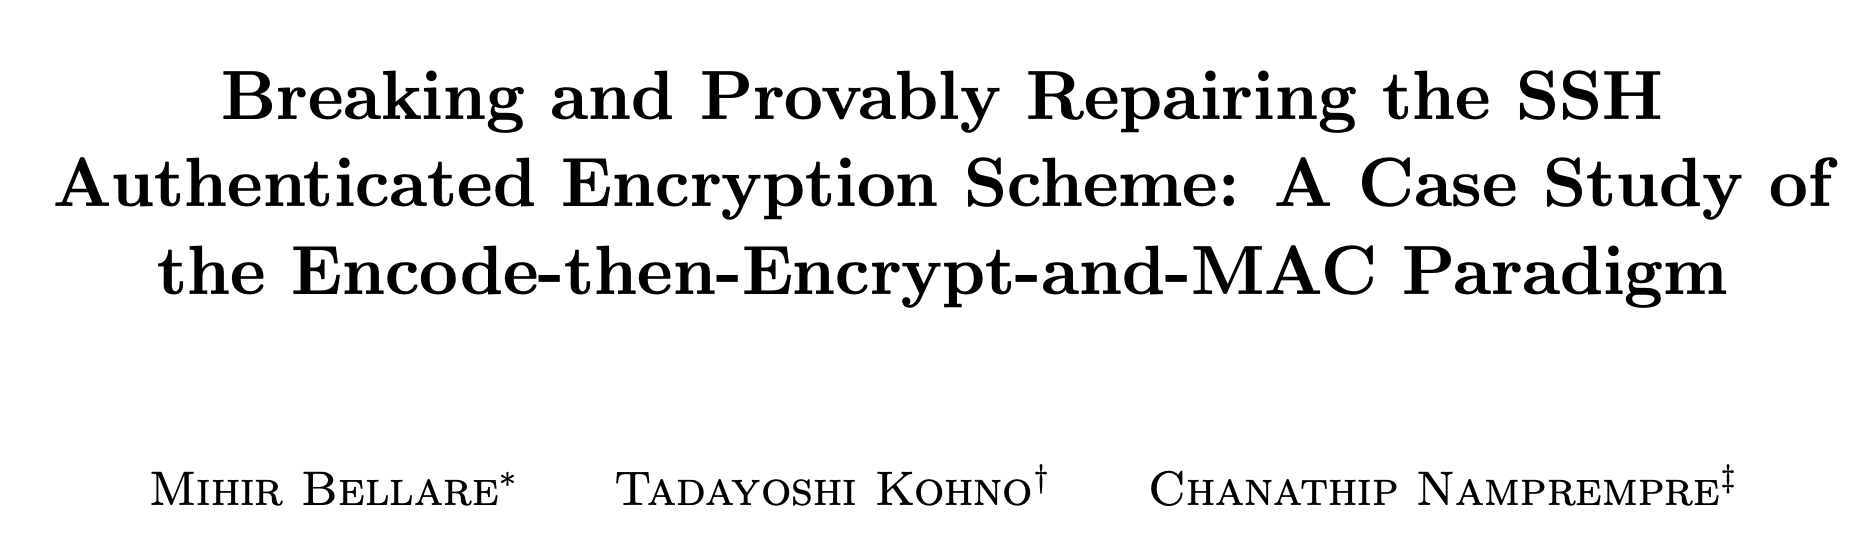 Breaking and Provably Repairing the SSH
Authenticated Encryption Scheme: A Case Study of
the Encode-then-Encrypt-and-MAC Paradigm
Mihir Bellare* Tadayoshi Kohno† Chanathip Namprempre‡